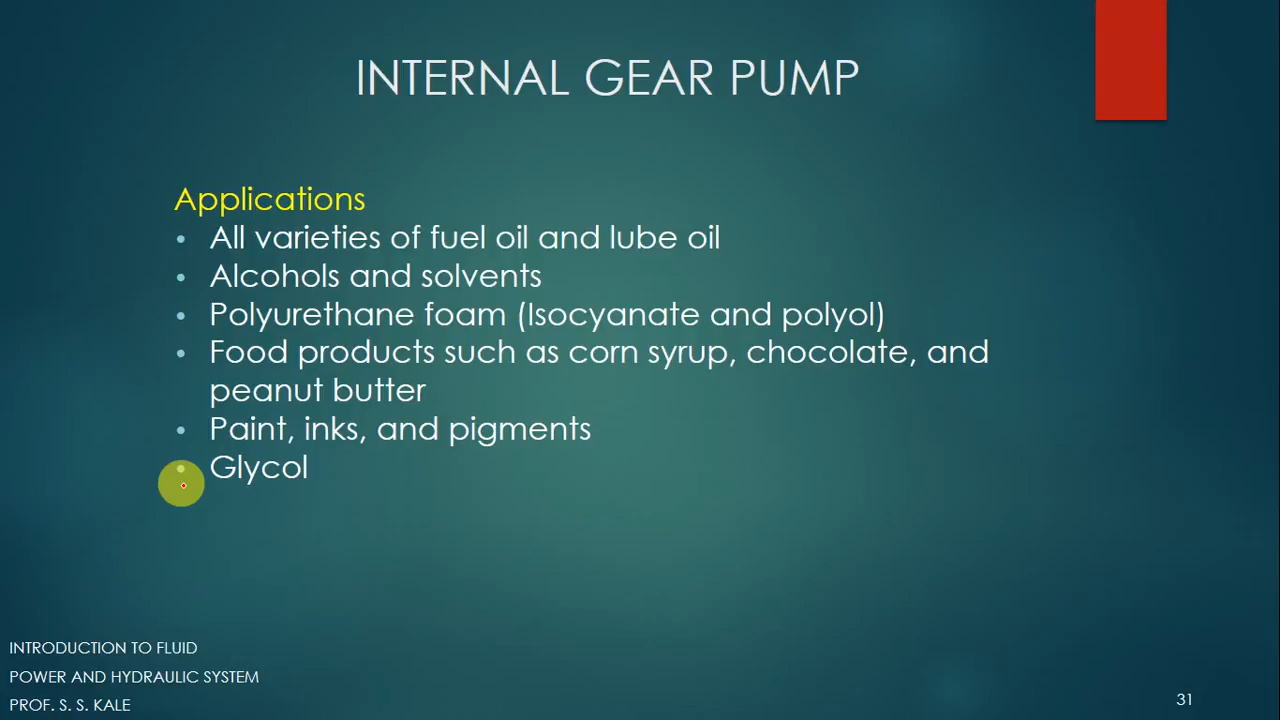 INTERNAL GEAR PUMP
Applications
• All varieties of fuel oil and lube oil
• Alcohols and solvents
• Polyurethane foam (Isocyanate and polyol)
• Food products such as corn syrup, chocolate, and
peanut butter
• Paint, inks, and pigments
• Glycol
INTRODUCTION TO FLUID
POWER AND HYDRAULIC SYSTEM
PROF. S. S. KALE
31